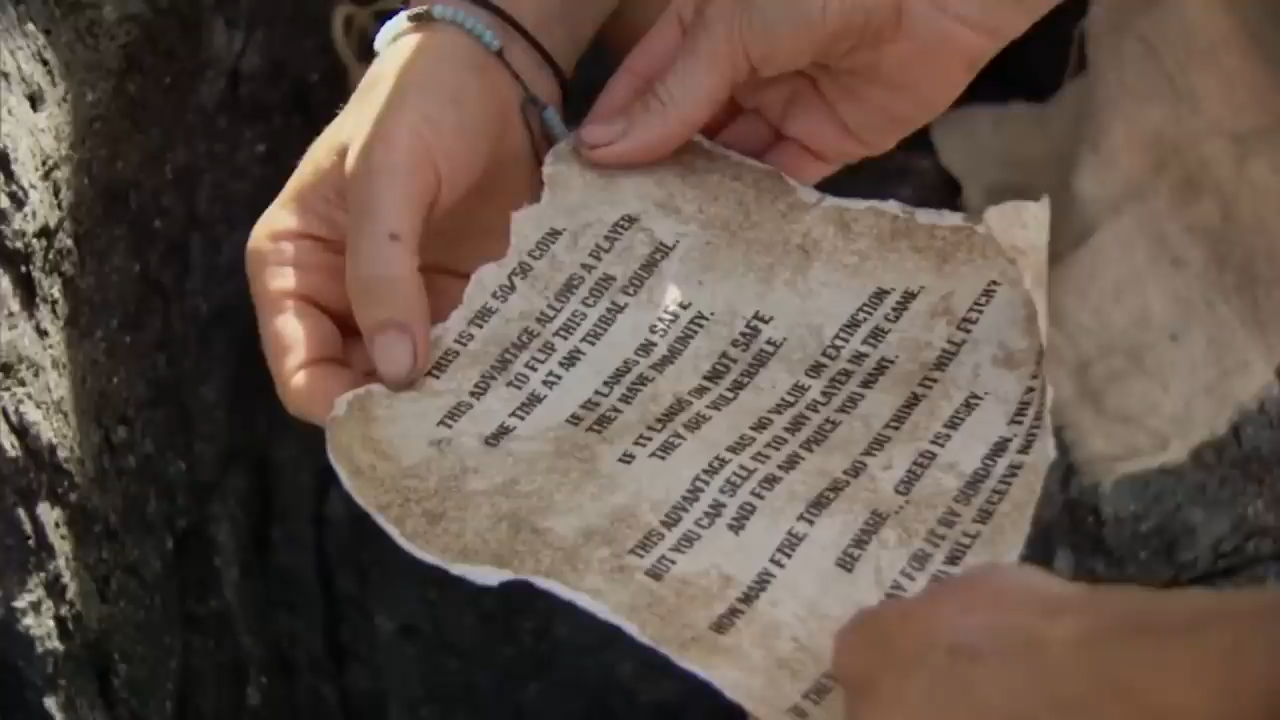 THIS IS THE 50/50 COIN.
THIS ADVANTAGE ALLOWS A PLAYER
TO FLIP THIS COIN
ONE TIME AT ANY TRIBAL COUNCIL.
IF IT LANDS ON SAFE
THEY HAVE IMMUNITY.
IF IT LANDS ON NOT SAFE
THEY ARE VULNERABLE.
THIS ADVANTAGE HAS NO VALUE ON EXTINCTION,
BUT YOU CAN SELL IT TO ANY PLAYER IN THE GAME,
AND FOR ANY PRICE YOU WANT.
HOW MANY FIRE TOKENS DO YOU THINK IT WILL FETCH?
BEWARE... GREED IS RISKY.
FOR IT BY SUNDOWN, THEN
WILL RECEIVE